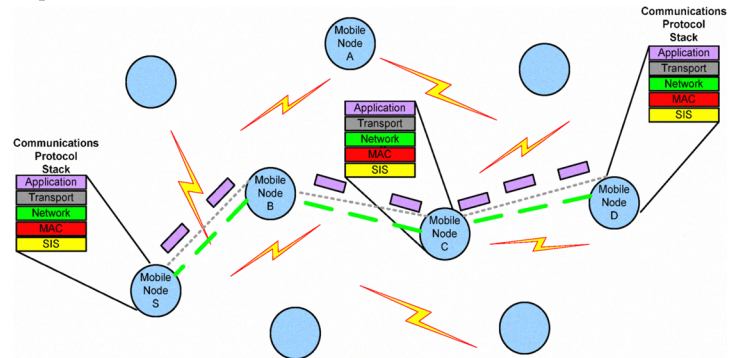 Communications
Protocol
Stack
Application
Transport
Network
MAC
SIS
Mobile
Node
A
Application
Transport
Network
MAC
SIS
Communications
Protocol
Stack
Application
Transport
Network
MAC
SIS
Mobile
Node
B
Mobile
Node
C
Mobile
Node
D
Mobile
Node
S